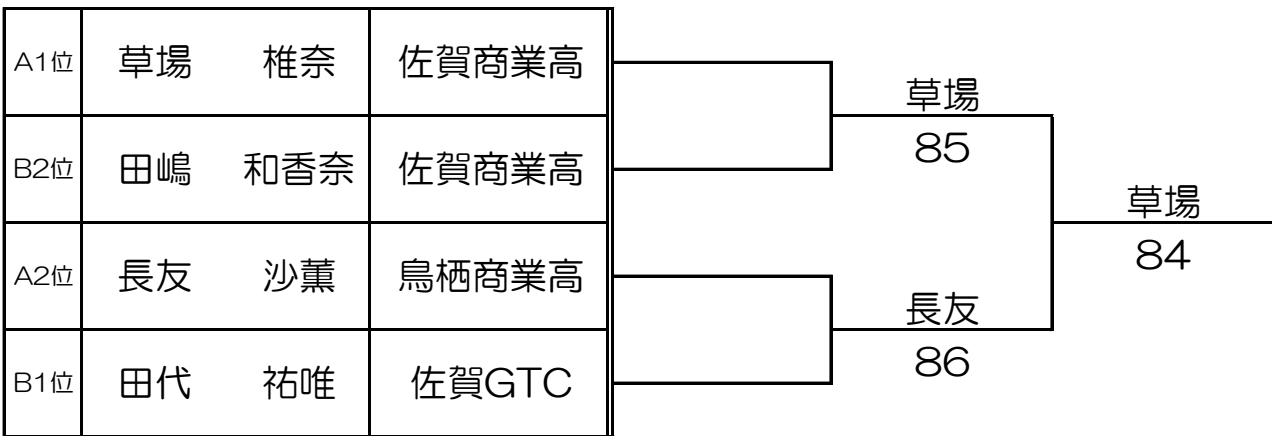 A1位 草場 椎奈 佐賀商業高
草場
85
B2位 田嶋 和香奈 佐賀商業高
草場
84
A2位 長友 沙薫 鳥栖商業高
長友
86
B1位 田代 祐唯 佐賀GTC